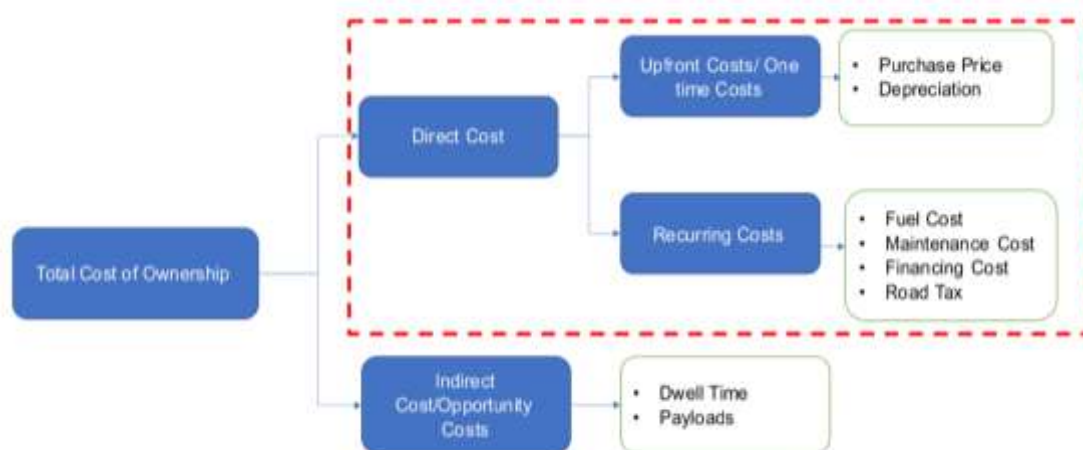 Upfront Costs/ One
time Costs
• Purchase Price
• Depreciation
Direct Cost
Recurring Costs
• Fuel Cost
• Maintenance Cost
• Financing Cost
• Road Tax
Total Cost of Ownership
Indirect
Cost/Opportunity
Costs
• Dwell Time
• Payloads